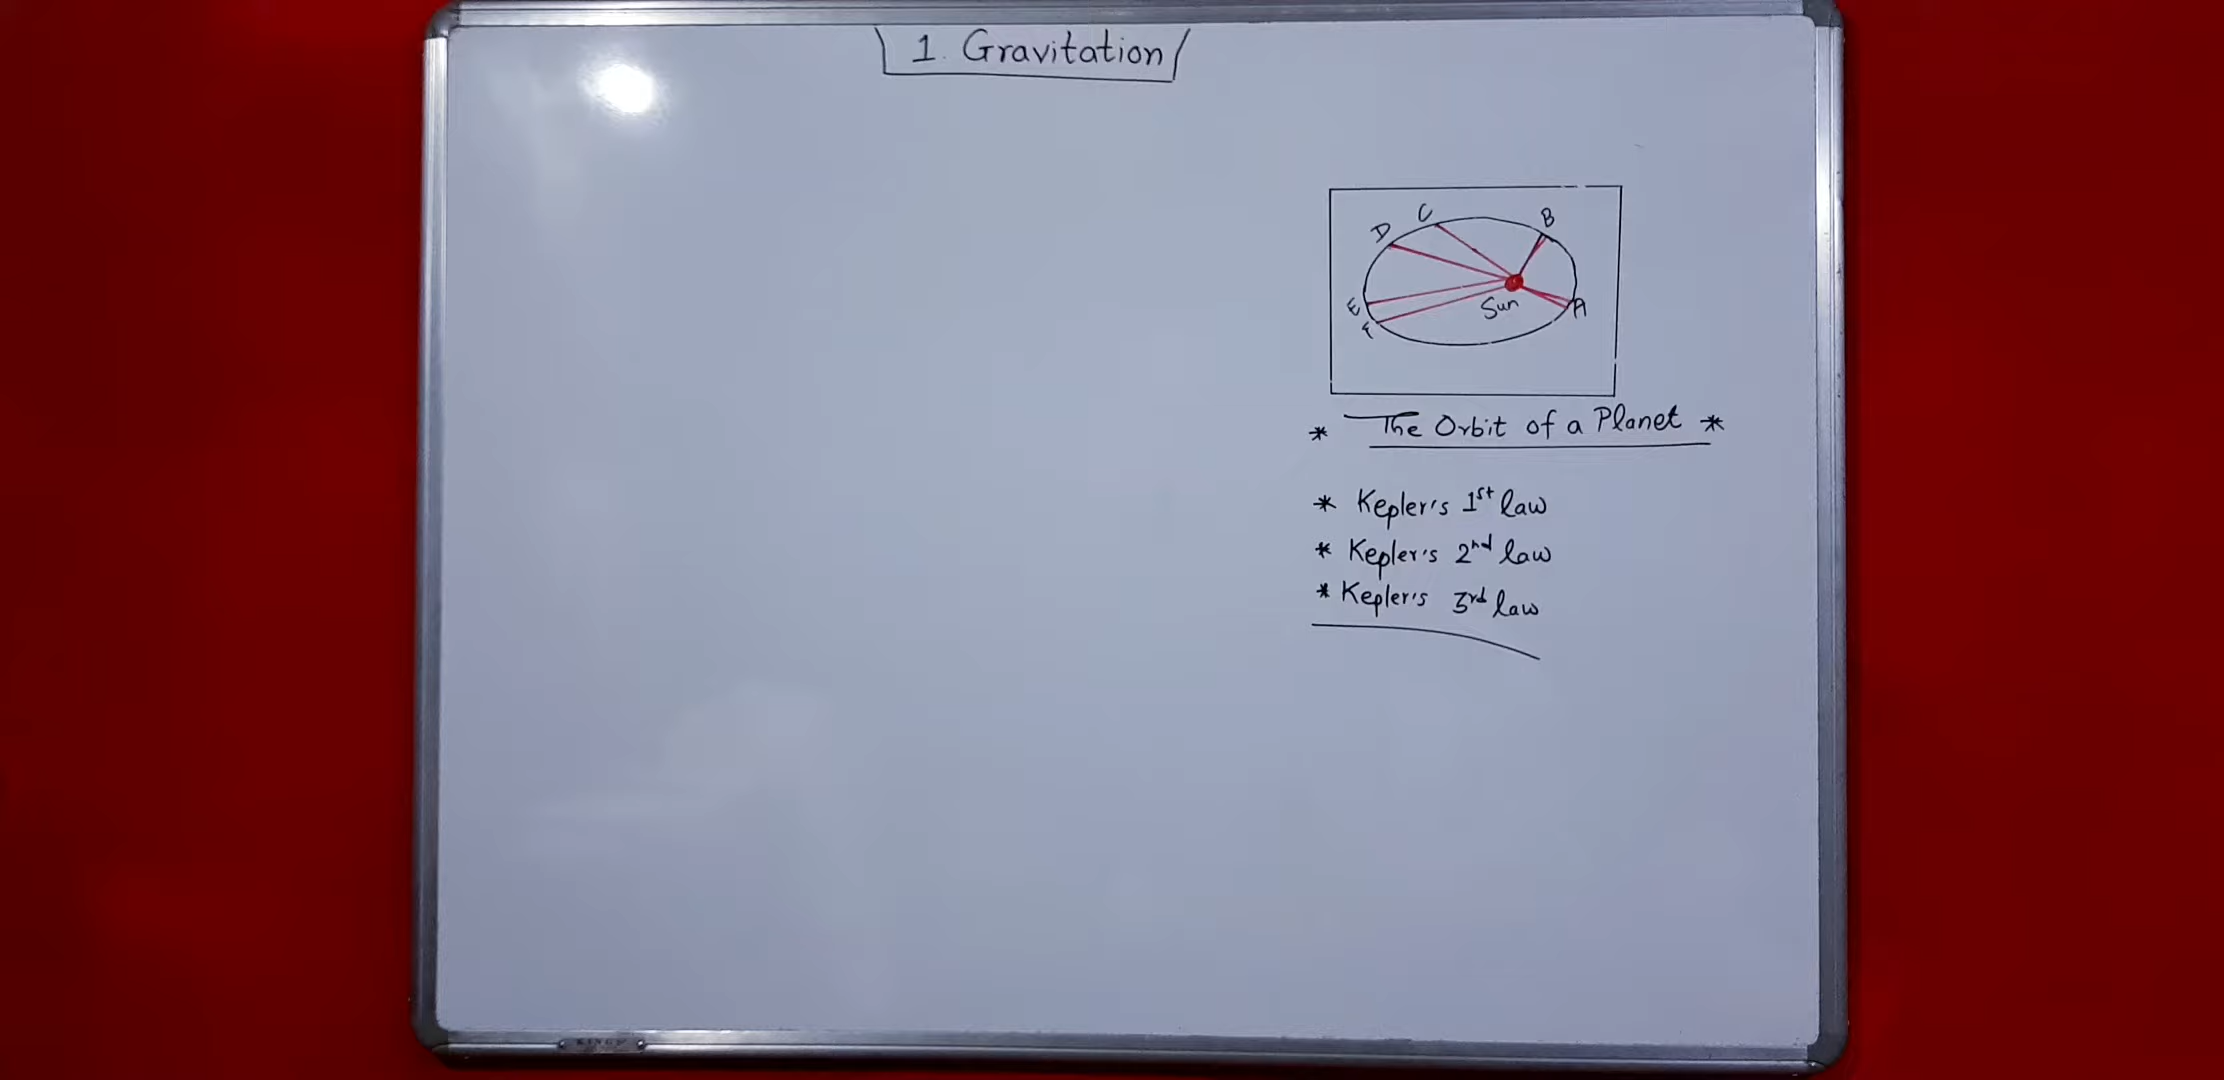 1. Gravitation
C
B
D
E
F
Sun
A
* The Orbit of a Planet *
* Kepler's 1st law
* Kepler's 2nd law
* Kepler's 3rd law